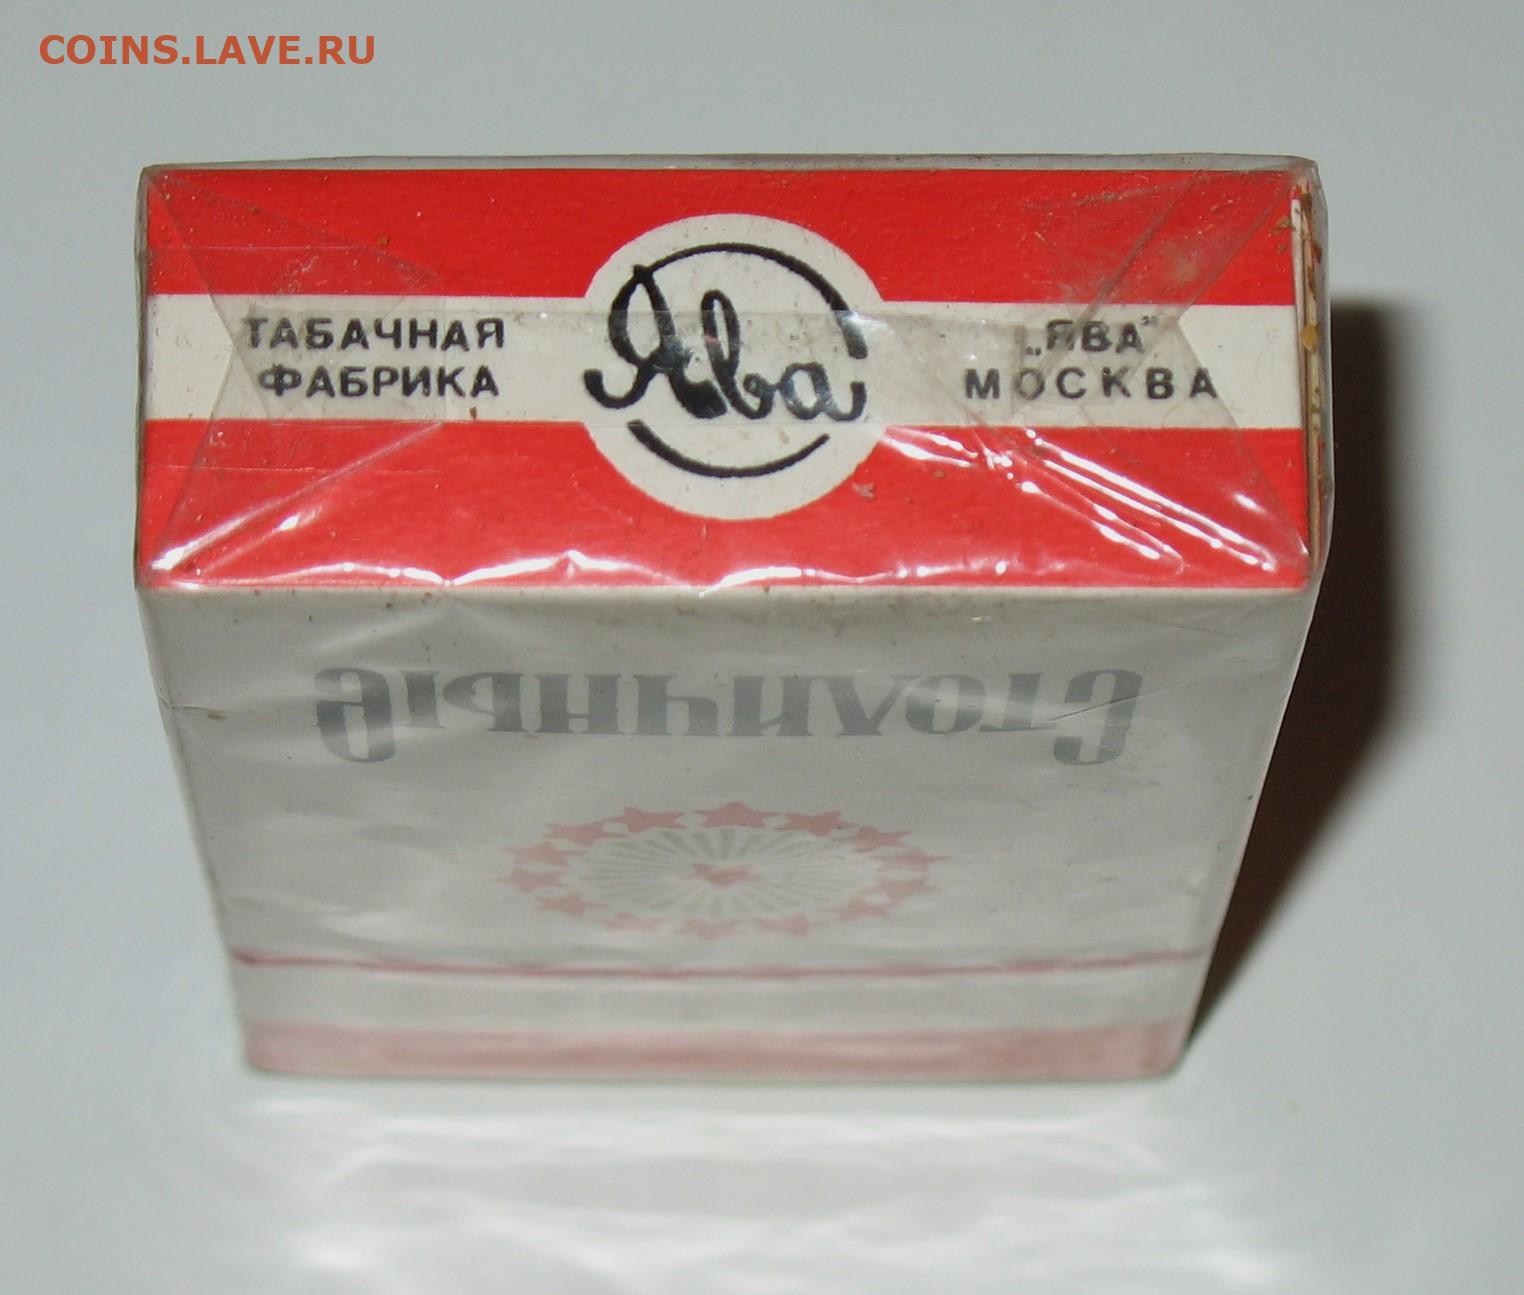 COINS.LAVE.RU
ТАБАЧНАЯ
ФАБРИКА
Ява
„ЯВА"
МОСКВА
Столичные